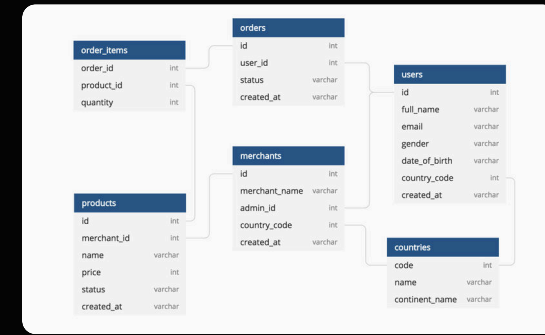 order_items
order_id int
product_id int
quantity int
orders
id int
user_id int
status varchar
created_at varchar
users
id int
full_name varchar
email varchar
gender varchar
date_of_birth varchar
country_code int
created_at varchar
merchants
id int
merchant_name varchar
admin_id int
country_code int
created_at varchar
products
id int
merchant_id int
name varchar
price int
status varchar
created_at varchar
countries
code int
name varchar
continent_name varchar